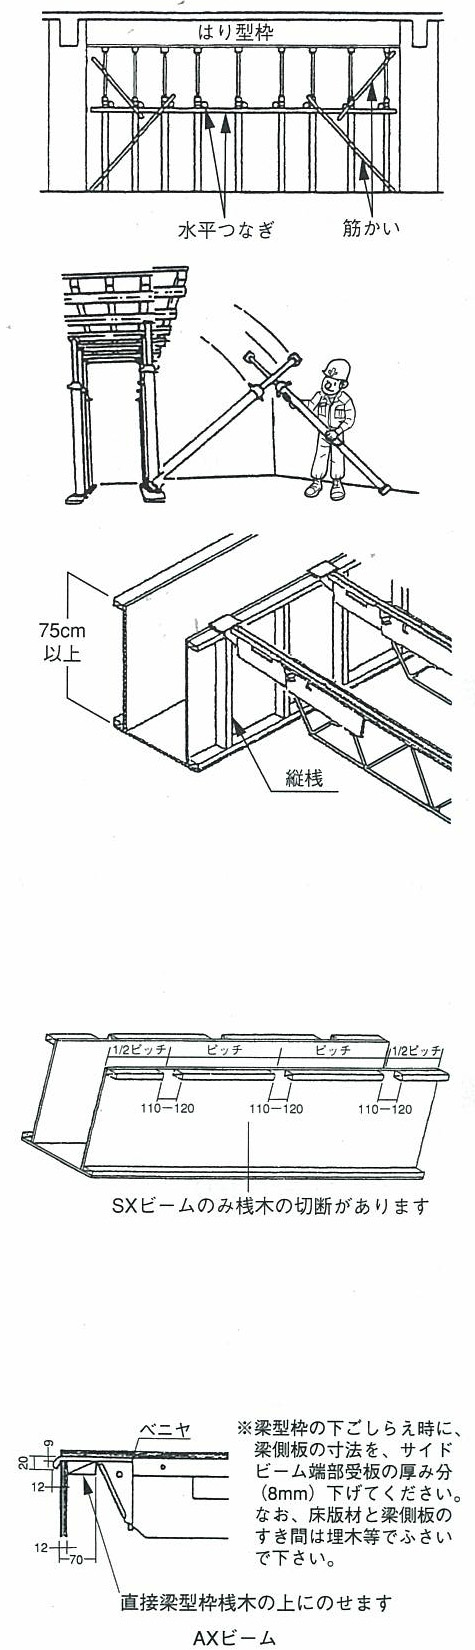 はり型枠
水平つなぎ
筋かい
75cm
以上
縦桟
1/2ピッチ
ピッチ
ピッチ
1/2ピッチ
110−120
110−120
110−120
SXビームのみ桟木の切断があります
ベニヤ
9
20
12
12
70
※梁型枠の下ごしらえ時に、
梁側板の寸法を、サイド
ビーム端部受板の厚み分
(8mm)下げてください。
なお、床版材と梁側板の
すき間は埋木等でふさい
で下さい。
直接梁型枠桟木の上にのせます
AXビーム